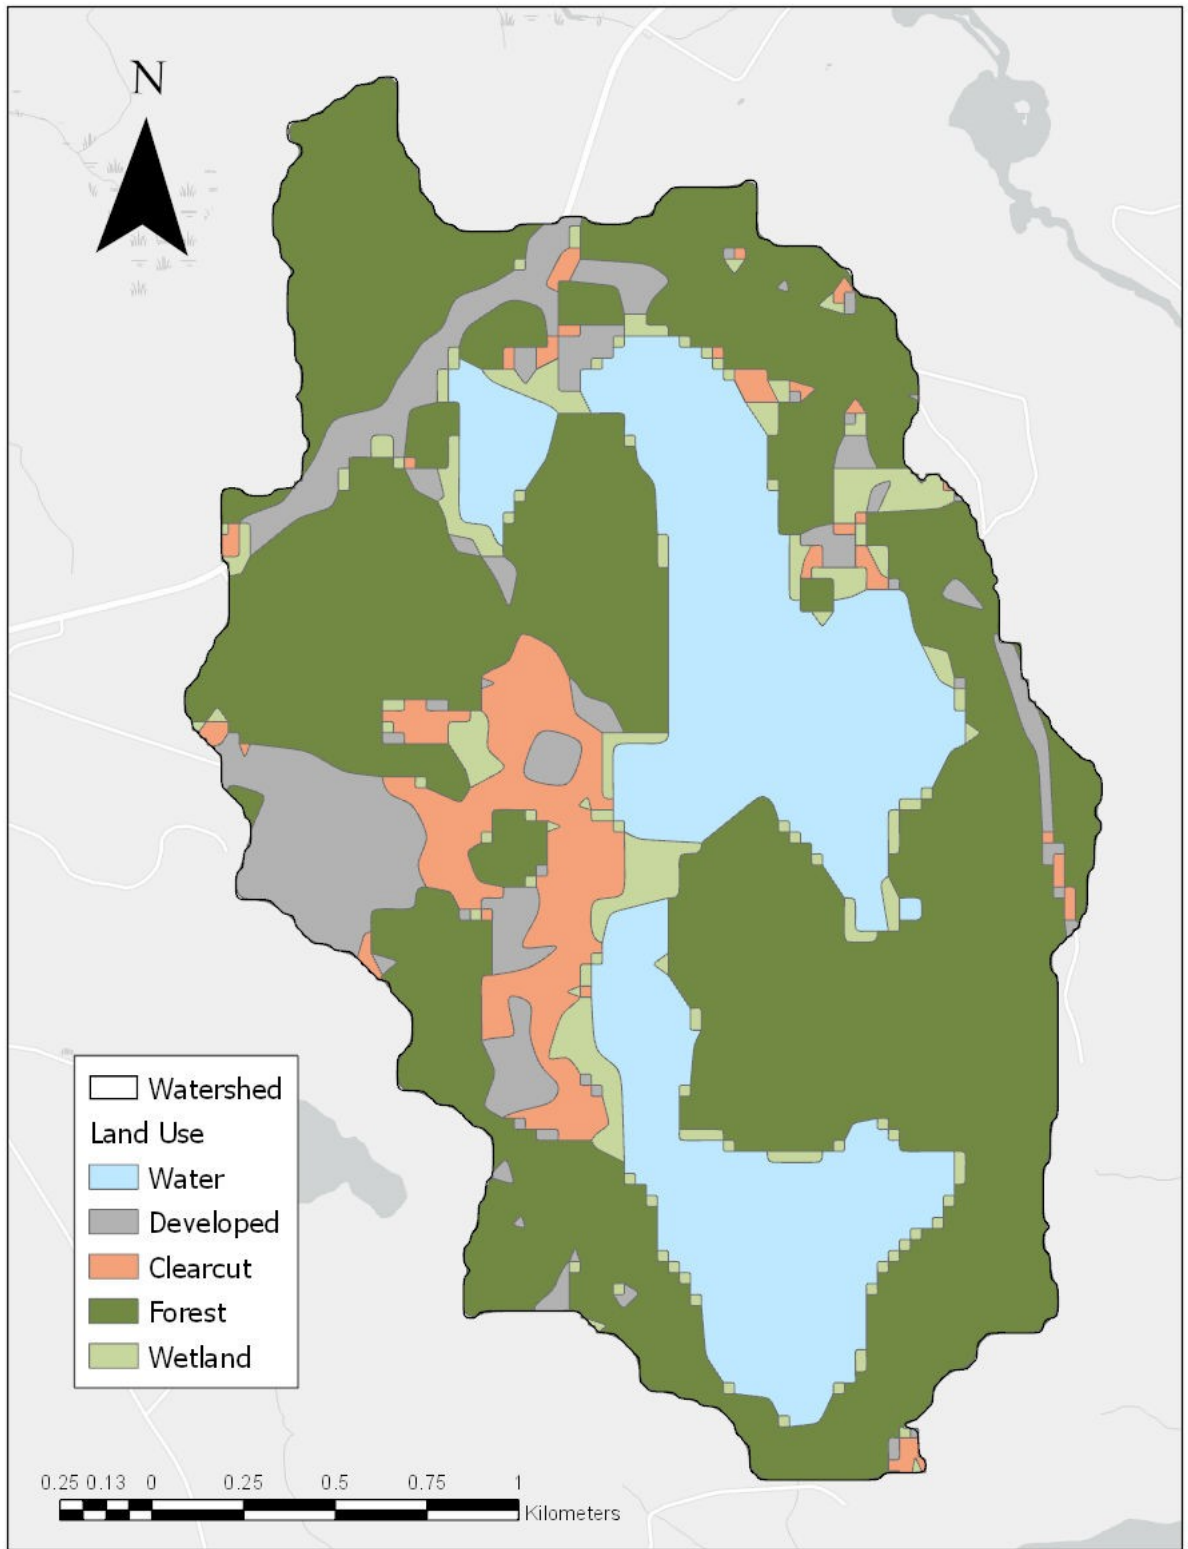 N
Watershed
Land Use
Water
Developed
Clearcut
Forest
Wetland
0.25 0.13 0 0.25 0.5 0.75 1
Kilometers